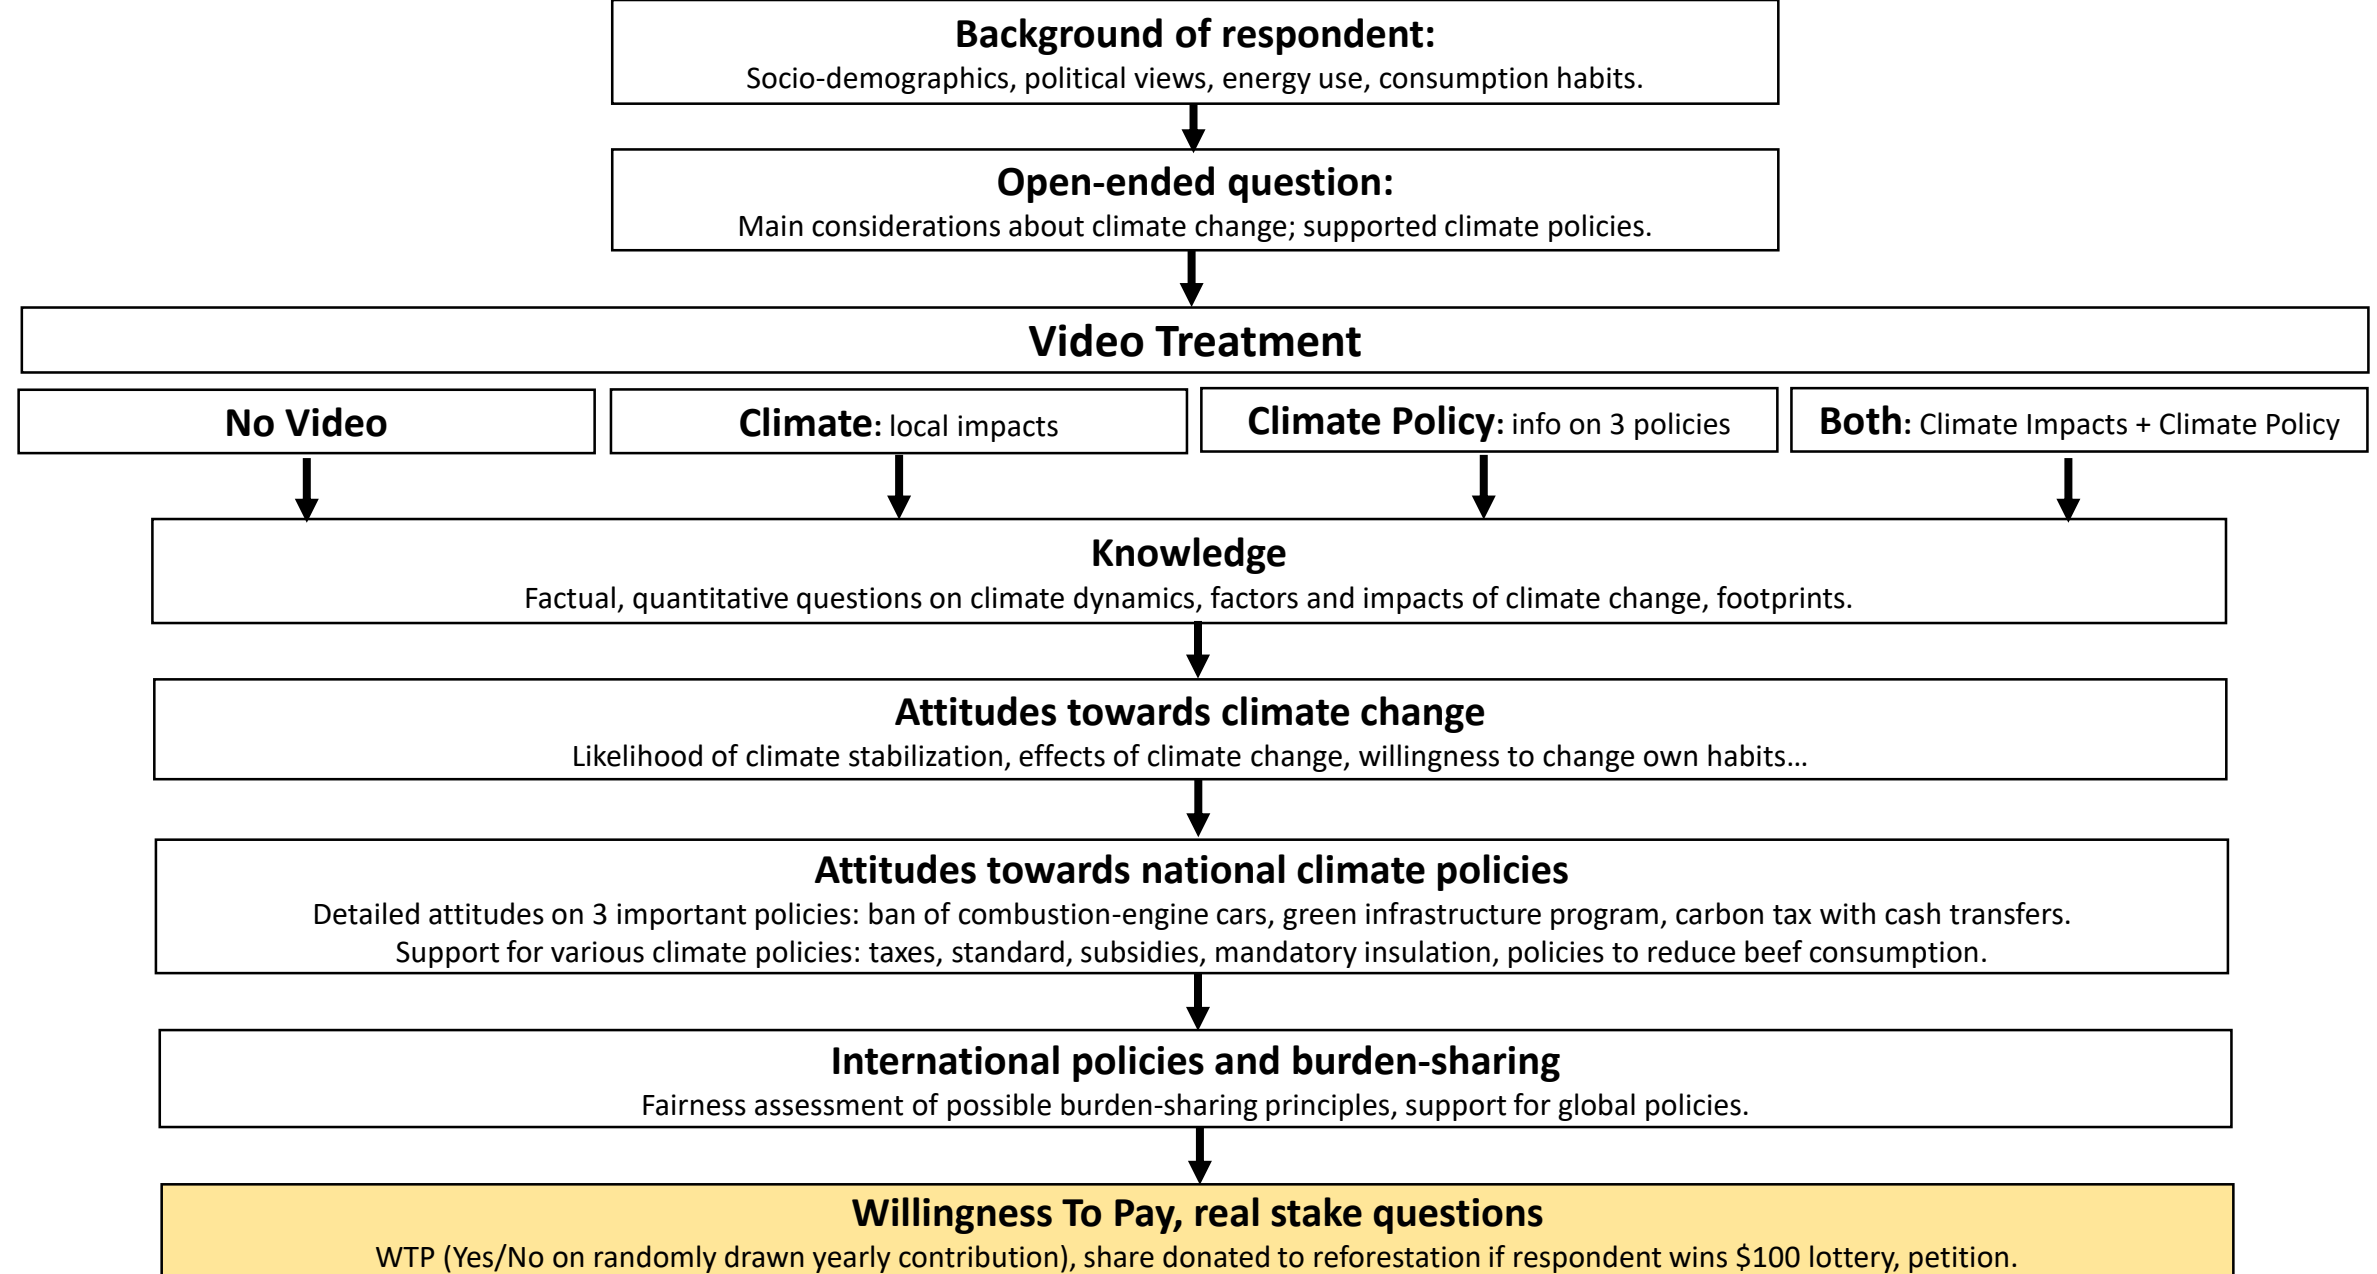 Background of respondent:
Socio-demographics, political views, energy use, consumption habits.
Open-ended question:
Main considerations about climate change; supported climate policies.
Video Treatment
No Video
Climate: local impacts
Climate Policy: info on 3 policies
Both: Climate Impacts + Climate Policy
Knowledge
Factual, quantitative questions on climate dynamics, factors and impacts of climate change, footprints.
Attitudes towards climate change
Likelihood of climate stabilization, effects of climate change, willingness to change own habits…
Attitudes towards national climate policies
Detailed attitudes on 3 important policies: ban of combustion-engine cars, green infrastructure program, carbon tax with cash transfers.
Support for various climate policies: taxes, standard, subsidies, mandatory insulation, policies to reduce beef consumption.
International policies and burden-sharing
Fairness assessment of possible burden-sharing principles, support for global policies.
Willingness To Pay, real stake questions
WTP (Yes/No on randomly drawn yearly contribution), share donated to reforestation if respondent wins $100 lottery, petition.